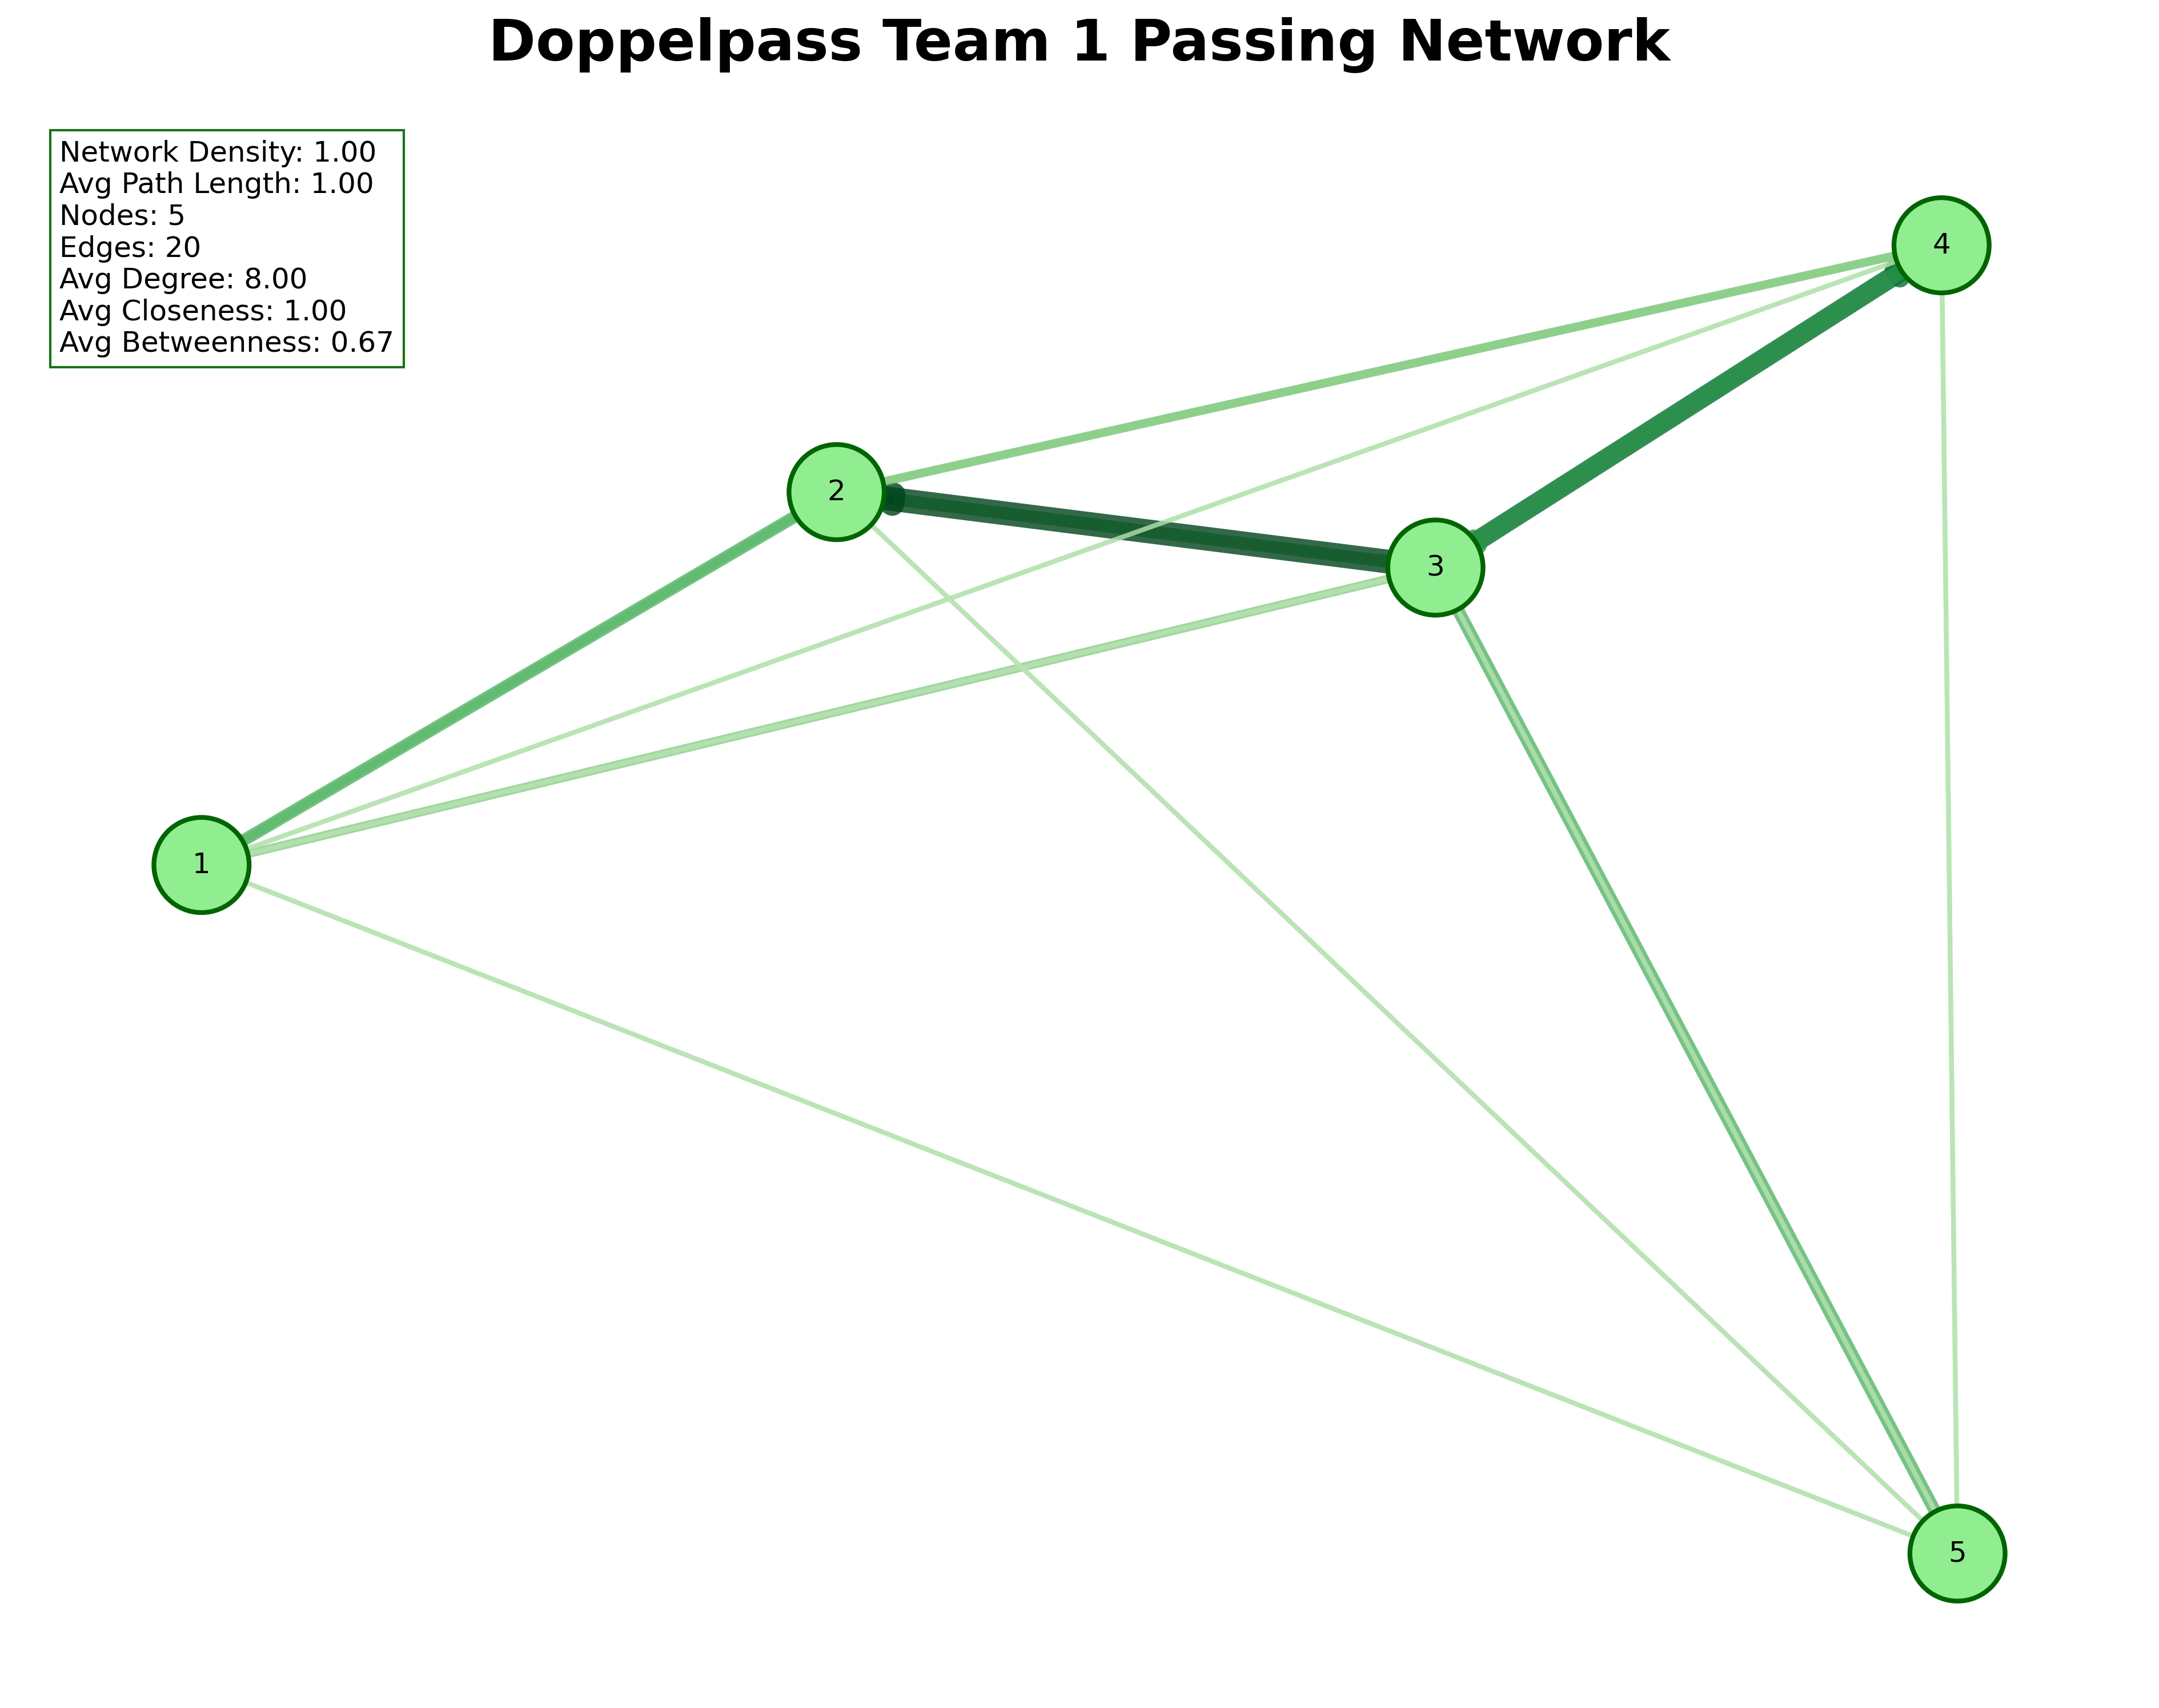 Doppelpass Team 1 Passing Network
Network Density: 1.00
Avg Path Length: 1.00
Nodes: 5
Edges: 20
Avg Degree: 8.00
Avg Closeness: 1.00
Avg Betweenness: 0.67
4
2
3
1
5